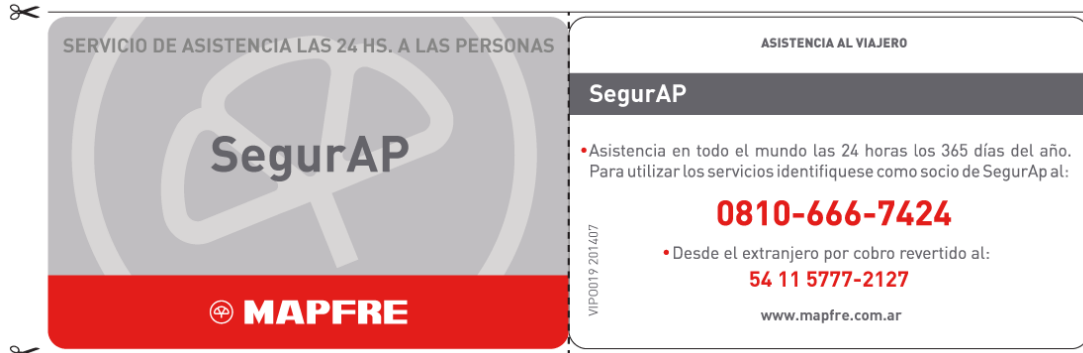 SERVICIO DE ASISTENCIA LAS 24 HS. A LAS PERSONAS
SegurAP
MAPFRE
ASISTENCIA AL VIAJERO
SegurAP
•Asistencia en todo el mundo las 24 horas los 365 días del año.
Para utilizar los servicios identifiquese como socio de SegurAp al:
0810-666-7424
•Desde el extranjero por cobro revertido al:
54 11 5777-2127
www.mapfre.com.ar
VIPO019 201407